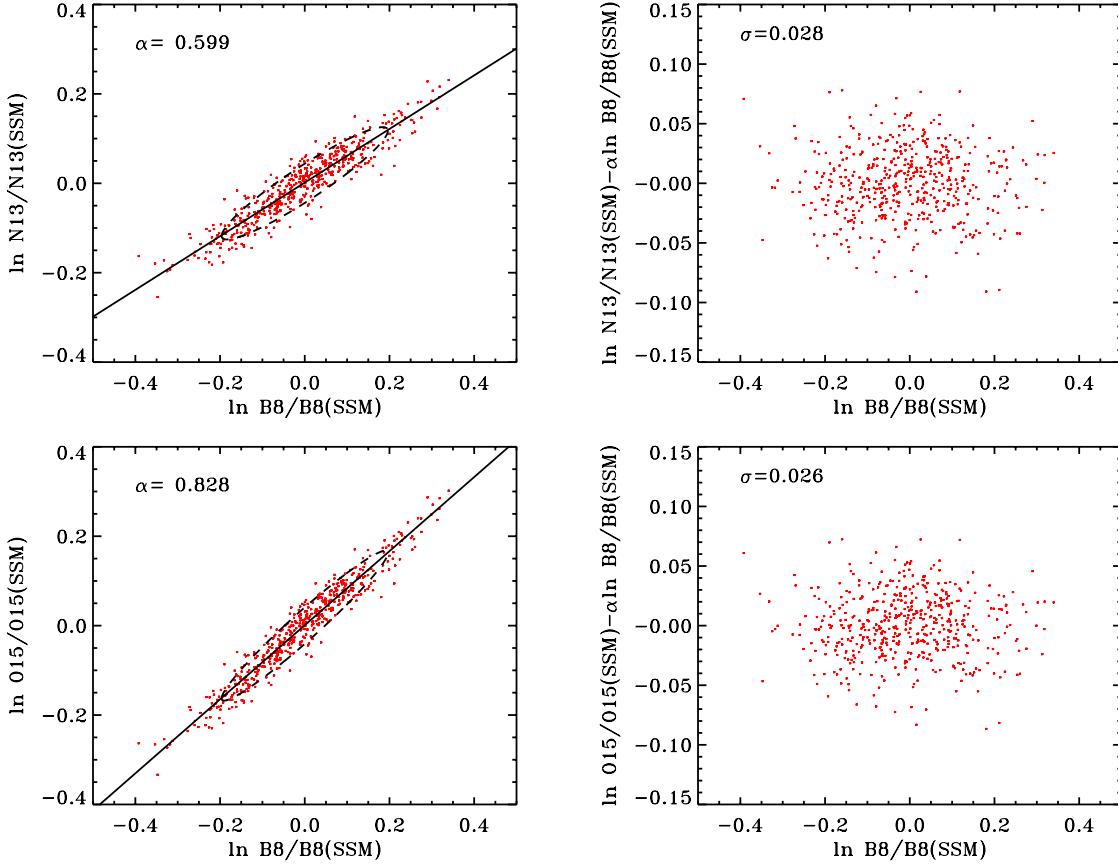 α= 0.599
ln N13/N13(SSM)
0.4
0.2
0.0
−0.2
−0.4
−0.4 −0.2 0.0 0.2 0.4
ln B8/B8(SSM)
σ=0.028
ln N13/N13(SSM)−αln B8/B8(SSM)
0.15
0.10
0.05
−0.00
−0.05
−0.10
−0.15
−0.4 −0.2 0.0 0.2 0.4
ln B8/B8(SSM)
α= 0.828
ln O15/O15(SSM)
0.4
0.2
0.0
−0.2
−0.4
−0.4 −0.2 0.0 0.2 0.4
ln B8/B8(SSM)
σ=0.026
ln O15/O15(SSM)−αln B8/B8(SSM)
0.15
0.10
0.05
−0.00
−0.05
−0.10
−0.15
−0.4 −0.2 0.0 0.2 0.4
ln B8/B8(SSM)